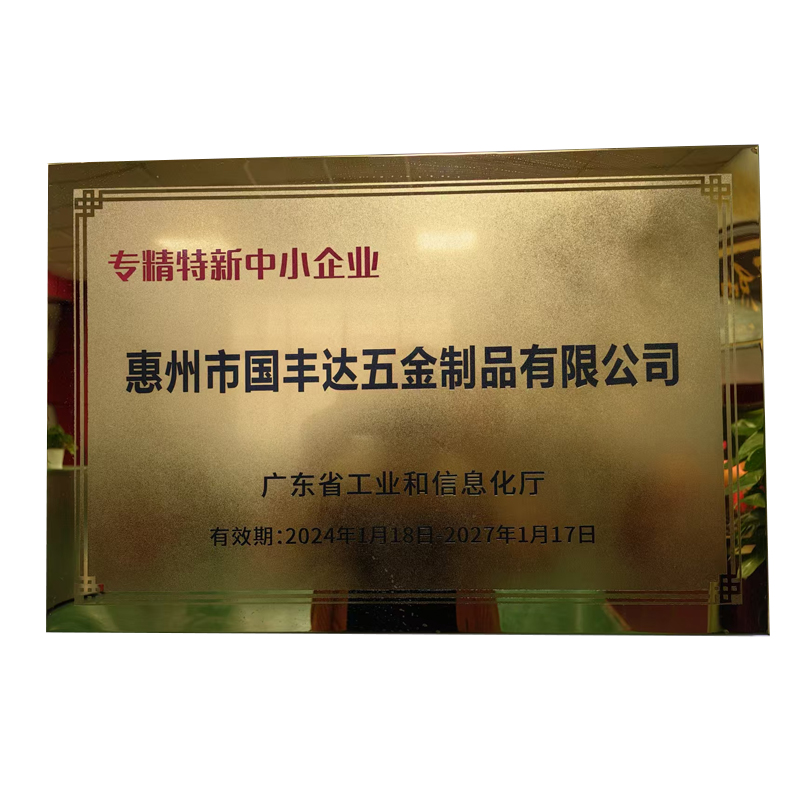 专精特新中小企业
惠州市国丰达五金制品有限公司
广东省工业和信息化厅
有效期:2024年1月18日-2027年1月17日